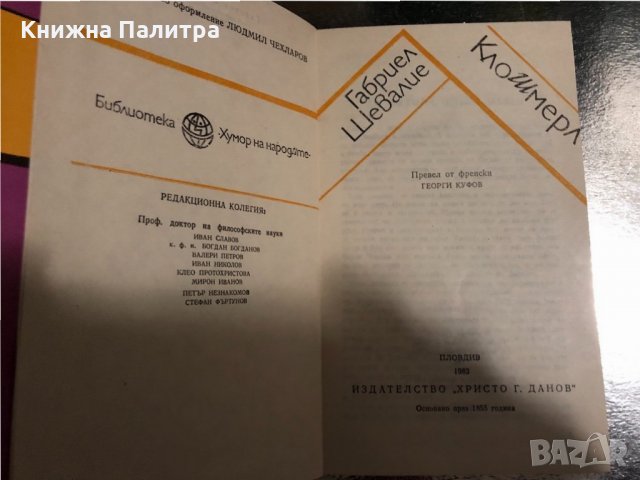 Книжна Палитра
оформление ЛЮДМИЛ ЧЕХЛАРОВ
Библиотека
·Хумор на народите·
РЕДАКЦИОННА КОЛЕГИЯ:
Проф. доктор на философските науки
ИВАН СЛАВОВ
к. ф. н. БОГДАН БОГДАНОВ
ВАЛЕРИ ПЕТРОВ
ИВАН НИКОЛОВ
КЛЕО ПРОТОХРИСТОВА
ЖИРОН ИВАНОВ
ПЕТЪР НЕЗНАКОМОВ
СТЕФАН ФЪРТУНОВ
Габриел
Шевалие
Клошмерл
Превел от френски
ГЕОРГИ КУФОВ
ПЛОВДИВ
1983
ИЗДАТЕЛСТВО „ХРИСТО Г. ДАНОВ"
Основано през 1855 година
BAZAR